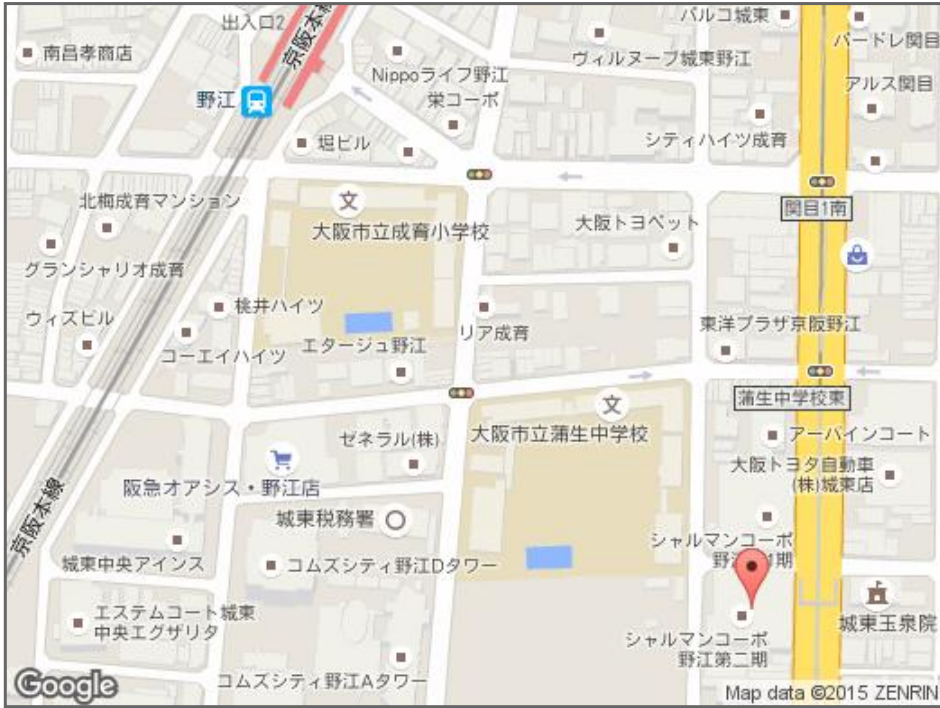 出入口2
京阪本線
パルコ城東
南昌孝商店
Nippoライフ野江
ヴィルヌーブ城東野江
パードレ関目
野江
栄コーポ
アルス関目
堀ビル
シティハイツ成育
北梅成育マンション
文
大阪市立成育小学校
大阪トヨペット
関目1南
グランシャリオ成育
桃井ハイツ
ウィズビル
リア成育
東洋プラザ京阪野江
コーエイハイツ
エタージュ野江
蒲生中学校東
文
大阪市立蒲生中学校
ゼネラル(株)
アーバインコート
阪急オアシス・野江店
大阪トヨタ自動車
(株)城東店
城東税務署
京阪本線
シャルマンコーポ
城東中央アインス
コムズシティ野江Dタワー
エステムコート城東
中央エグザリタ
城東玉泉院
シャルマンコーポ
野江第二期
コムズシティ野江Aタワー
Google
Map data ©2015 ZENRIN